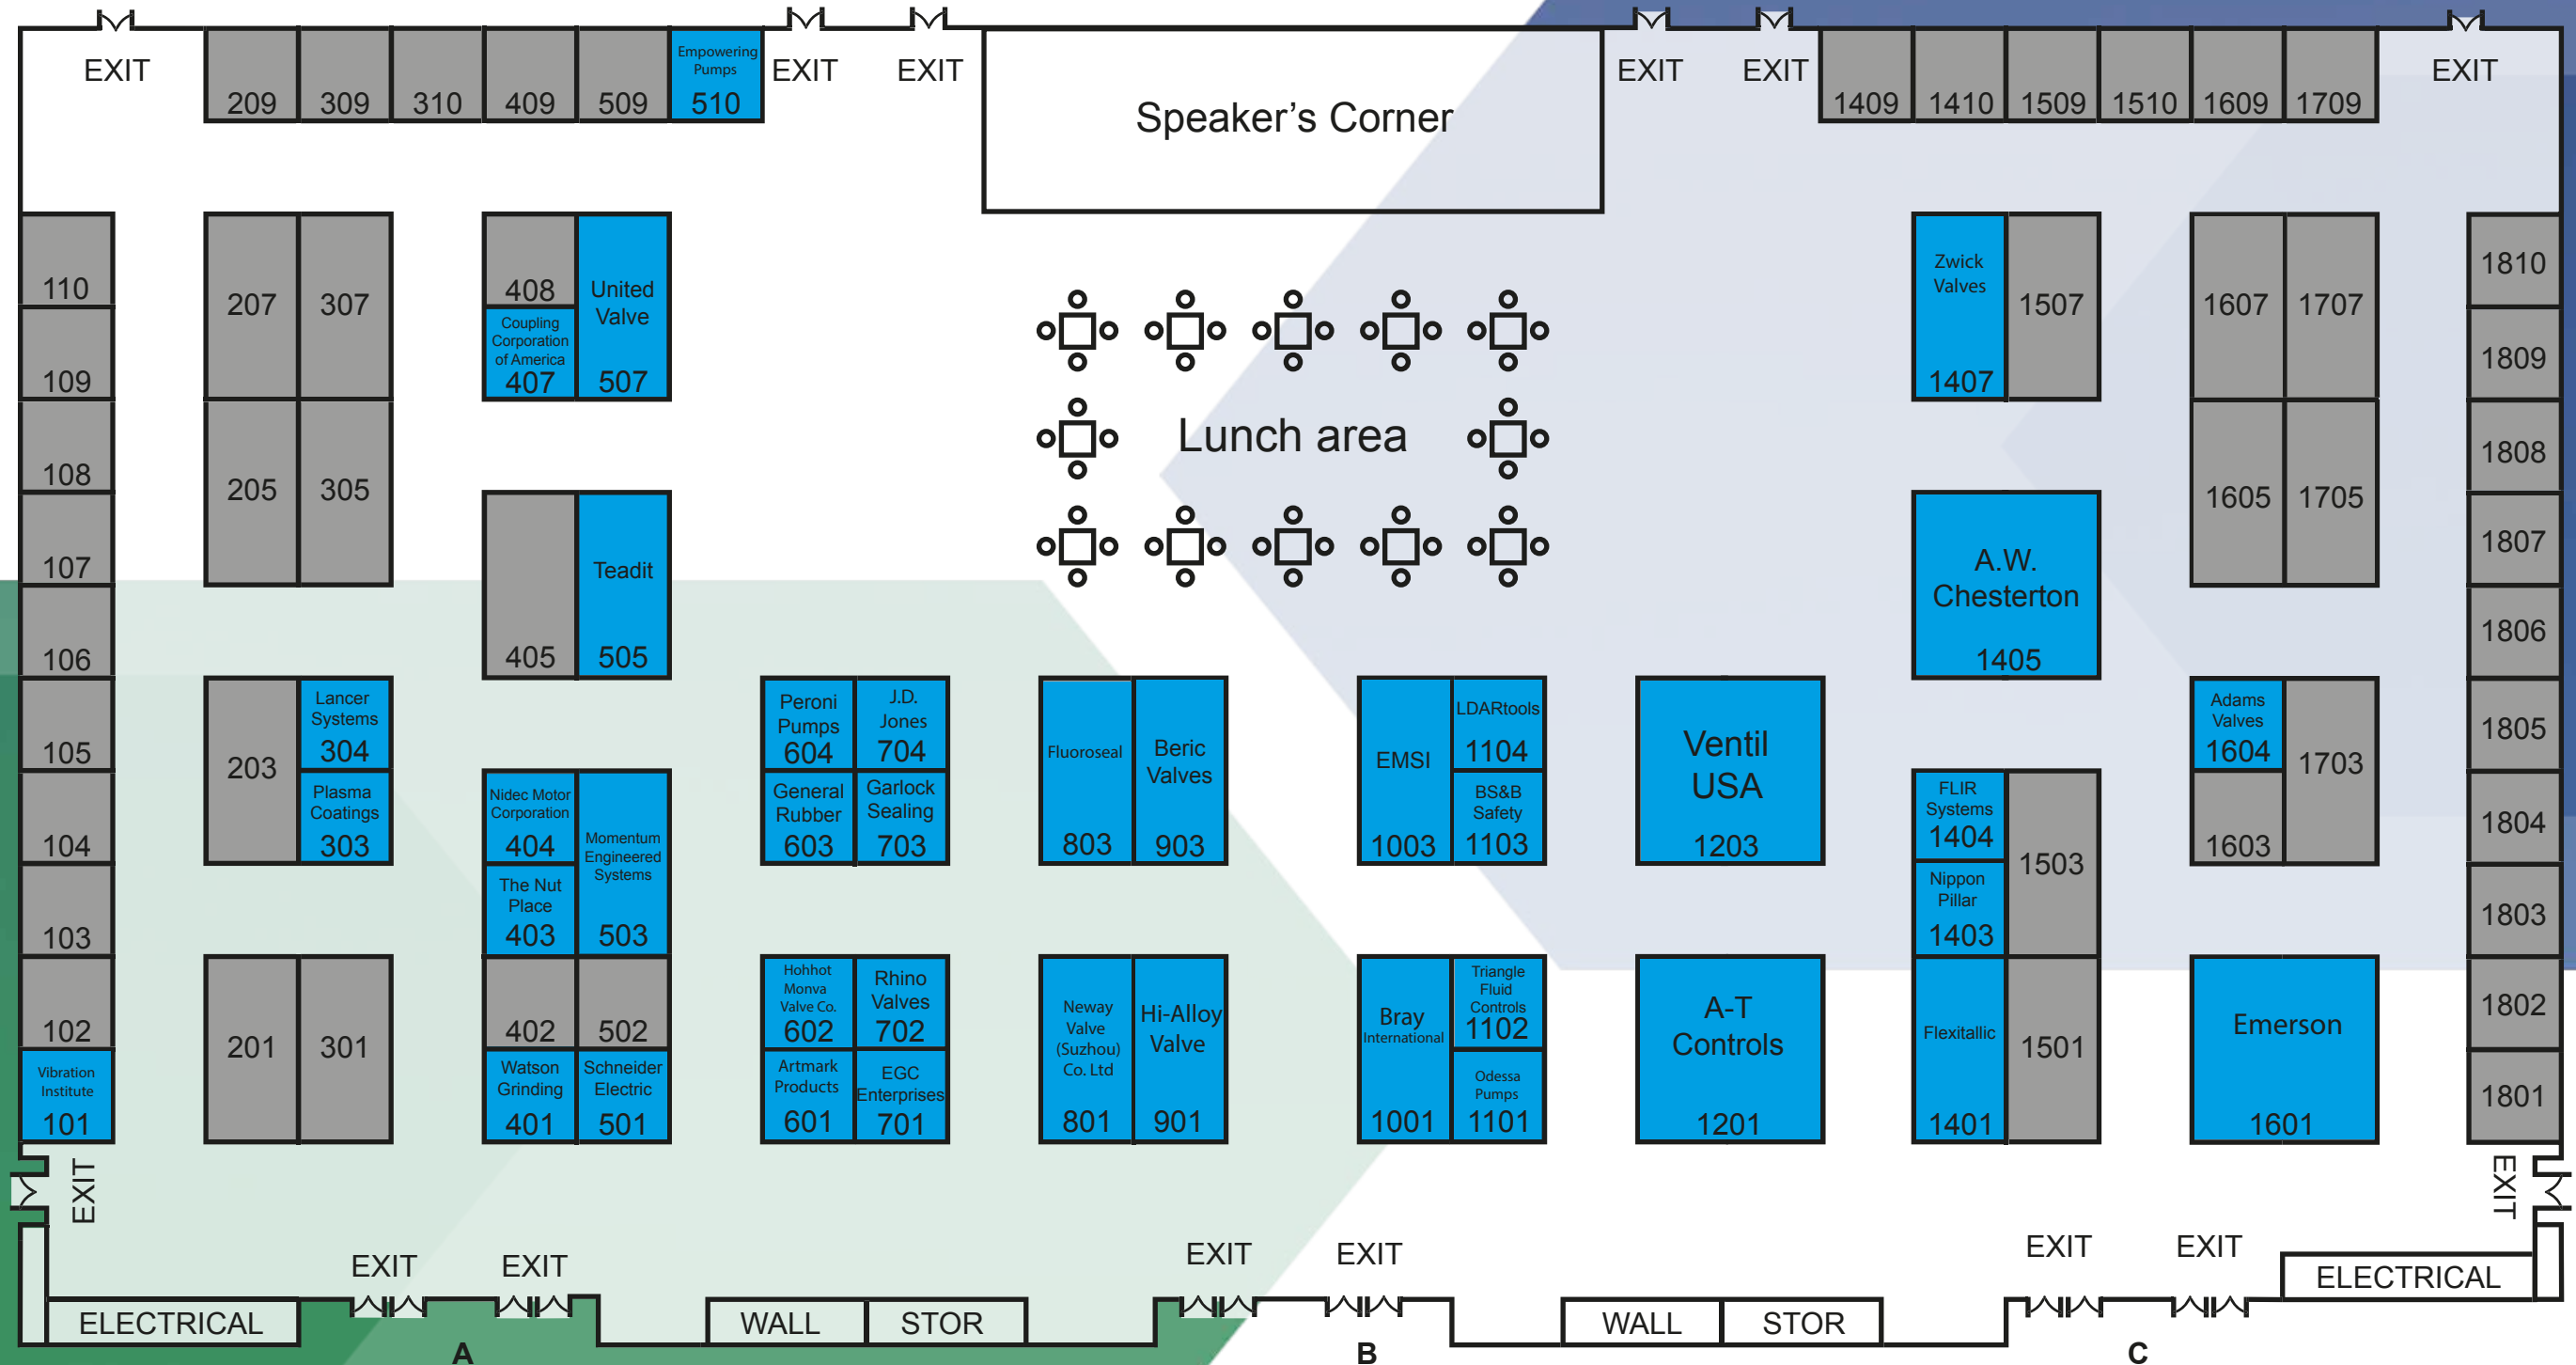 EXIT
EXIT
EXIT
EXIT
EXIT
EXIT
209
309
310
409
509
Empowering
Pumps
510
Speaker's Corner
1409
1410
1509
1510
1609
1709
110
109
108
107
106
105
104
103
102
Vibration
Institute
101
207
307
205
305
408
Coupling
Corporation
of America
407
United
Valve
507
405
Teadit
505
203
Lancer
Systems
304
Plasma
Coatings
303
201
301
Nidec Motor
Corporation
404
The Nut
Place
403
Momentum
Engineered
Systems
503
402
502
Watson
Grinding
401
Schneider
Electric
501
Lunch area
Peroni
Pumps
604
J.D.
Jones
704
General
Rubber
603
Garlock
Sealing
703
Hohhot
Monva
Valve Co.
602
Rhino
Valves
702
Artmark
Products
601
EGC
Enterprises
701
Fluoroseal
803
Beric
Valves
903
Neway
Valve
(Suzhou)
Co. Ltd
801
Hi-Alloy
Valve
901
EMSI
1003
LDARtools
1104
BS&B
Safety
1103
Bray
International
1001
Triangle
Fluid
Controls
1102
Odessa
Pumps
1101
Ventil
USA
1203
A-T
Controls
1201
Zwick
Valves
1407
1507
A.W.
Chesterton
1405
FLIR
Systems
1404
Nippon
Pillar
1403
1503
Flexitallic
1401
1501
1607
1707
1605
1705
Adams
Valves
1604
1603
1703
Emerson
1601
1810
1809
1808
1807
1806
1805
1804
1803
1802
1801
EXIT
EXIT
EXIT
EXIT
EXIT
EXIT
EXIT
EXIT
ELECTRICAL
WALL
STOR
WALL
STOR
ELECTRICAL
A
B
C